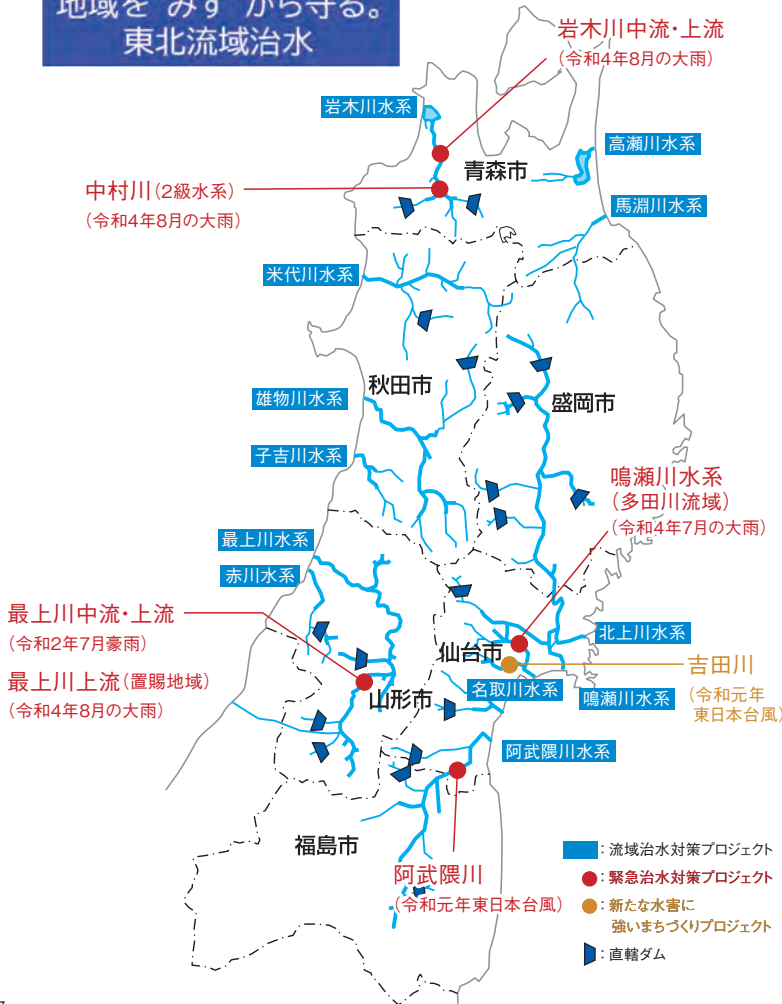 地域を“みず”から守る。
東北流域治水
岩木川中流・上流
(令和4年8月の大雨)
岩木川水系
高瀬川水系
青森市
中村川(2級水系)
(令和4年8月の大雨)
馬淵川水系
米代川水系
秋田市
雄物川水系
盛岡市
子吉川水系
鳴瀬川水系
(多田川流域)
(令和4年7月の大雨)
最上川水系
赤川水系
最上川中流・上流
(令和2年7月豪雨)
北上川水系
仙台市
吉田川
(令和元年
東日本台風)
最上川上流(置賜地域)
(令和4年8月の大雨)
山形市
名取川水系
鳴瀬川水系
阿武隈川水系
福島市
阿武隈川
(令和元年東日本台風)
:流域治水対策プロジェクト
:緊急治水対策プロジェクト
:新たな水害に
強いまちづくりプロジェクト
:直轄ダム